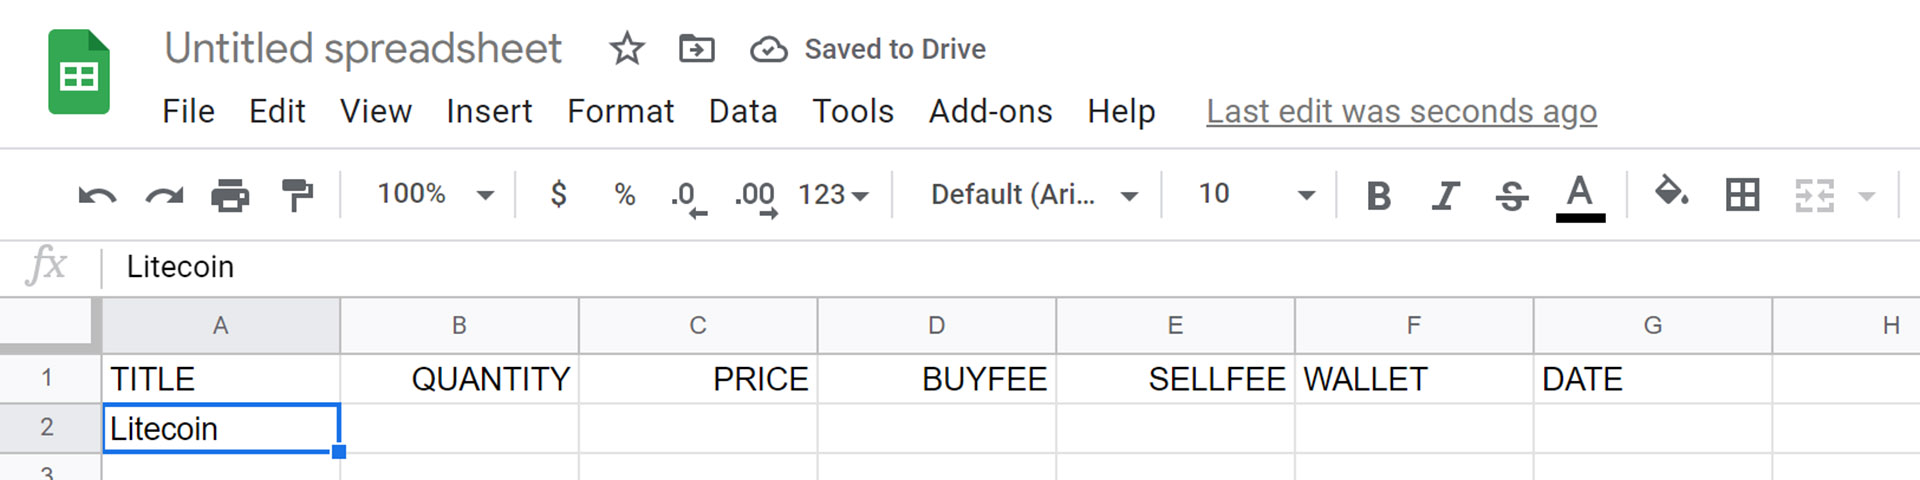 Untitled spreadsheet Saved to Drive
File Edit View Insert Format Data Tools Add-ons Help Last edit was seconds ago
100% $ % .0 .00 123 Default (Ari... 10 B I S A
fx Litecoin
A B C D E F G H
1 TITLE QUANTITY PRICE BUYFEE SELLFEE WALLET DATE
2 Litecoin
3